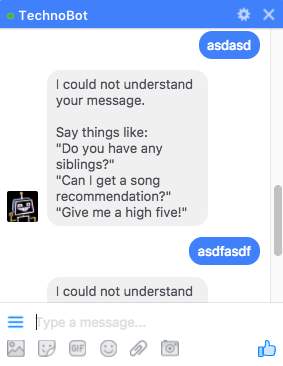 TechnoBot
asdasd
I could not understand
your message.
Say things like:
"Do you have any
siblings?"
"Can I get a song
recommendation?"
"Give me a high five!"
asdfasdf
I could not understand
Type a message...
GIF